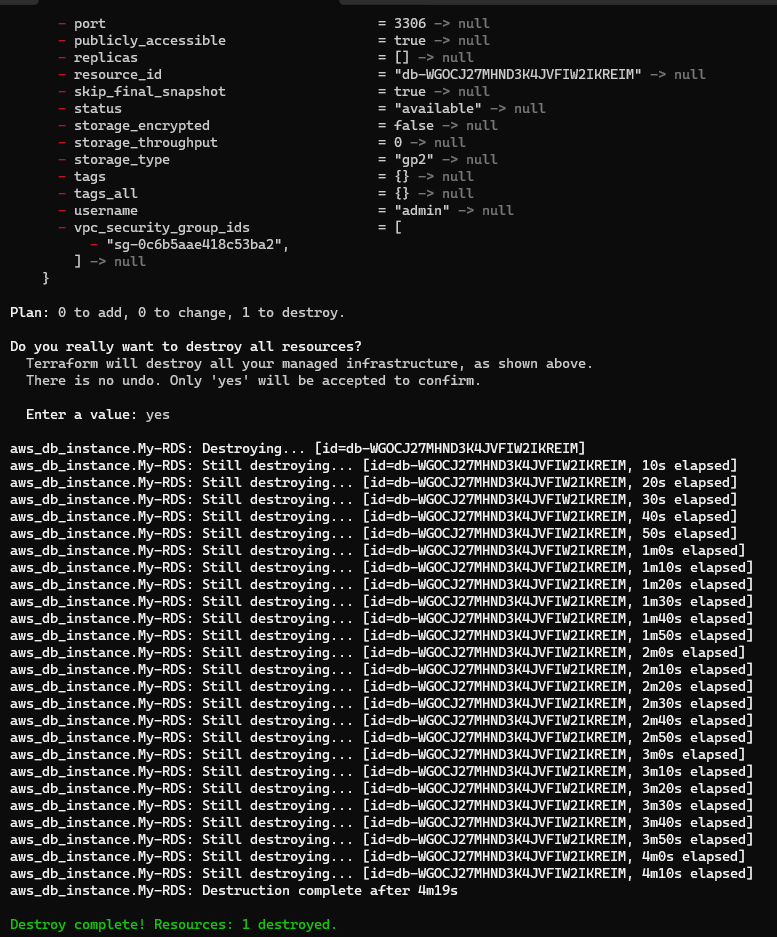 - port = 3306 -> null
- publicly_accessible = true -> null
- replicas = [] -> null
- resource_id = "db-WGOCJ27MHND3K4JVFIW2IKREIM" -> null
- skip_final_snapshot = true -> null
- status = "available" -> null
- storage_encrypted = false -> null
- storage_throughput = 0 -> null
- storage_type = "gp2" -> null
- tags = {} -> null
- tags_all = {} -> null
- username = "admin" -> null
- vpc_security_group_ids = [
- "sg-0c6b5aae418c53ba2",
] -> null
}
Plan: 0 to add, 0 to change, 1 to destroy.
Do you really want to destroy all resources?
Terraform will destroy all your managed infrastructure, as shown above.
There is no undo. Only 'yes' will be accepted to confirm.
Enter a value: yes
aws_db_instance.My-RDS: Destroying... [id=db-WGOCJ27MHND3K4JVFIW2IKREIM]
aws_db_instance.My-RDS: Still destroying... [id=db-WGOCJ27MHND3K4JVFIW2IKREIM, 10s elapsed]
aws_db_instance.My-RDS: Still destroying... [id=db-WGOCJ27MHND3K4JVFIW2IKREIM, 20s elapsed]
aws_db_instance.My-RDS: Still destroying... [id=db-WGOCJ27MHND3K4JVFIW2IKREIM, 30s elapsed]
aws_db_instance.My-RDS: Still destroying... [id=db-WGOCJ27MHND3K4JVFIW2IKREIM, 40s elapsed]
aws_db_instance.My-RDS: Still destroying... [id=db-WGOCJ27MHND3K4JVFIW2IKREIM, 50s elapsed]
aws_db_instance.My-RDS: Still destroying... [id=db-WGOCJ27MHND3K4JVFIW2IKREIM, 1m0s elapsed]
aws_db_instance.My-RDS: Still destroying... [id=db-WGOCJ27MHND3K4JVFIW2IKREIM, 1m10s elapsed]
aws_db_instance.My-RDS: Still destroying... [id=db-WGOCJ27MHND3K4JVFIW2IKREIM, 1m20s elapsed]
aws_db_instance.My-RDS: Still destroying... [id=db-WGOCJ27MHND3K4JVFIW2IKREIM, 1m30s elapsed]
aws_db_instance.My-RDS: Still destroying... [id=db-WGOCJ27MHND3K4JVFIW2IKREIM, 1m40s elapsed]
aws_db_instance.My-RDS: Still destroying... [id=db-WGOCJ27MHND3K4JVFIW2IKREIM, 1m50s elapsed]
aws_db_instance.My-RDS: Still destroying... [id=db-WGOCJ27MHND3K4JVFIW2IKREIM, 2m0s elapsed]
aws_db_instance.My-RDS: Still destroying... [id=db-WGOCJ27MHND3K4JVFIW2IKREIM, 2m10s elapsed]
aws_db_instance.My-RDS: Still destroying... [id=db-WGOCJ27MHND3K4JVFIW2IKREIM, 2m20s elapsed]
aws_db_instance.My-RDS: Still destroying... [id=db-WGOCJ27MHND3K4JVFIW2IKREIM, 2m30s elapsed]
aws_db_instance.My-RDS: Still destroying... [id=db-WGOCJ27MHND3K4JVFIW2IKREIM, 2m40s elapsed]
aws_db_instance.My-RDS: Still destroying... [id=db-WGOCJ27MHND3K4JVFIW2IKREIM, 2m50s elapsed]
aws_db_instance.My-RDS: Still destroying... [id=db-WGOCJ27MHND3K4JVFIW2IKREIM, 3m0s elapsed]
aws_db_instance.My-RDS: Still destroying... [id=db-WGOCJ27MHND3K4JVFIW2IKREIM, 3m10s elapsed]
aws_db_instance.My-RDS: Still destroying... [id=db-WGOCJ27MHND3K4JVFIW2IKREIM, 3m20s elapsed]
aws_db_instance.My-RDS: Still destroying... [id=db-WGOCJ27MHND3K4JVFIW2IKREIM, 3m30s elapsed]
aws_db_instance.My-RDS: Still destroying... [id=db-WGOCJ27MHND3K4JVFIW2IKREIM, 3m40s elapsed]
aws_db_instance.My-RDS: Still destroying... [id=db-WGOCJ27MHND3K4JVFIW2IKREIM, 3m50s elapsed]
aws_db_instance.My-RDS: Still destroying... [id=db-WGOCJ27MHND3K4JVFIW2IKREIM, 4m0s elapsed]
aws_db_instance.My-RDS: Still destroying... [id=db-WGOCJ27MHND3K4JVFIW2IKREIM, 4m10s elapsed]
aws_db_instance.My-RDS: Destruction complete after 4m19s
Destroy complete! Resources: 1 destroyed.